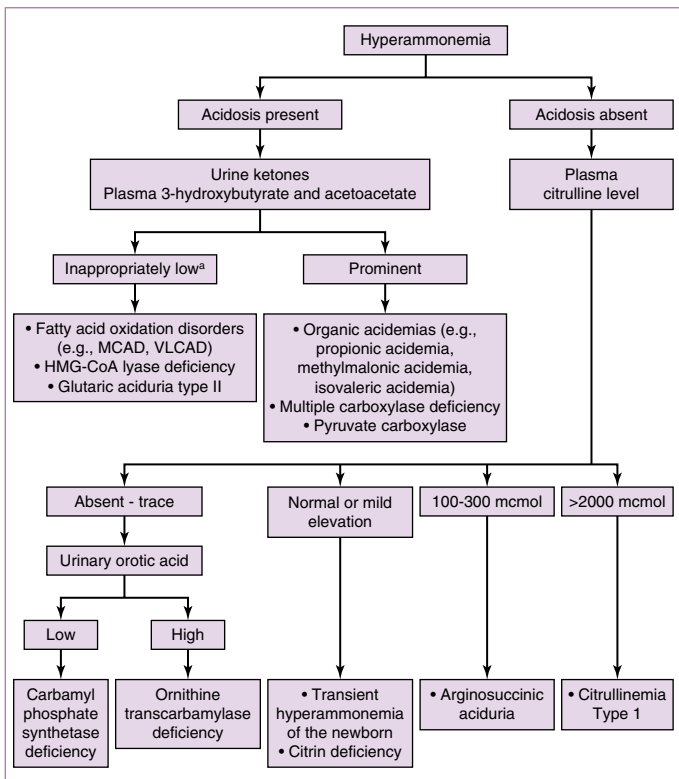 Hyperammonemia
Acidosis present
Acidosis absent
Urine ketones
Plasma 3-hydroxybutyrate and acetoacetate
Plasma
citrulline level
Inappropriately lowᵃ
Prominent
• Fatty acid oxidation disorders
(e.g., MCAD, VLCAD)
• HMG-CoA lyase deficiency
• Glutaric aciduria type II
• Organic acidemias (e.g.,
propionic acidemia,
methylmalonic acidemia,
isovaleric acidemia)
• Multiple carboxylase deficiency
• Pyruvate carboxylase
Absent - trace
Normal or mild
elevation
100-300 mcmol
>2000 mcmol
Urinary orotic acid
Low
High
Carbamyl
phosphate
synthetase
deficiency
Ornithine
transcarbamylase
deficiency
• Transient
hyperammonemia
of the newborn
• Citrin deficiency
• Arginosuccinic
aciduria
• Citrullinemia
Type 1